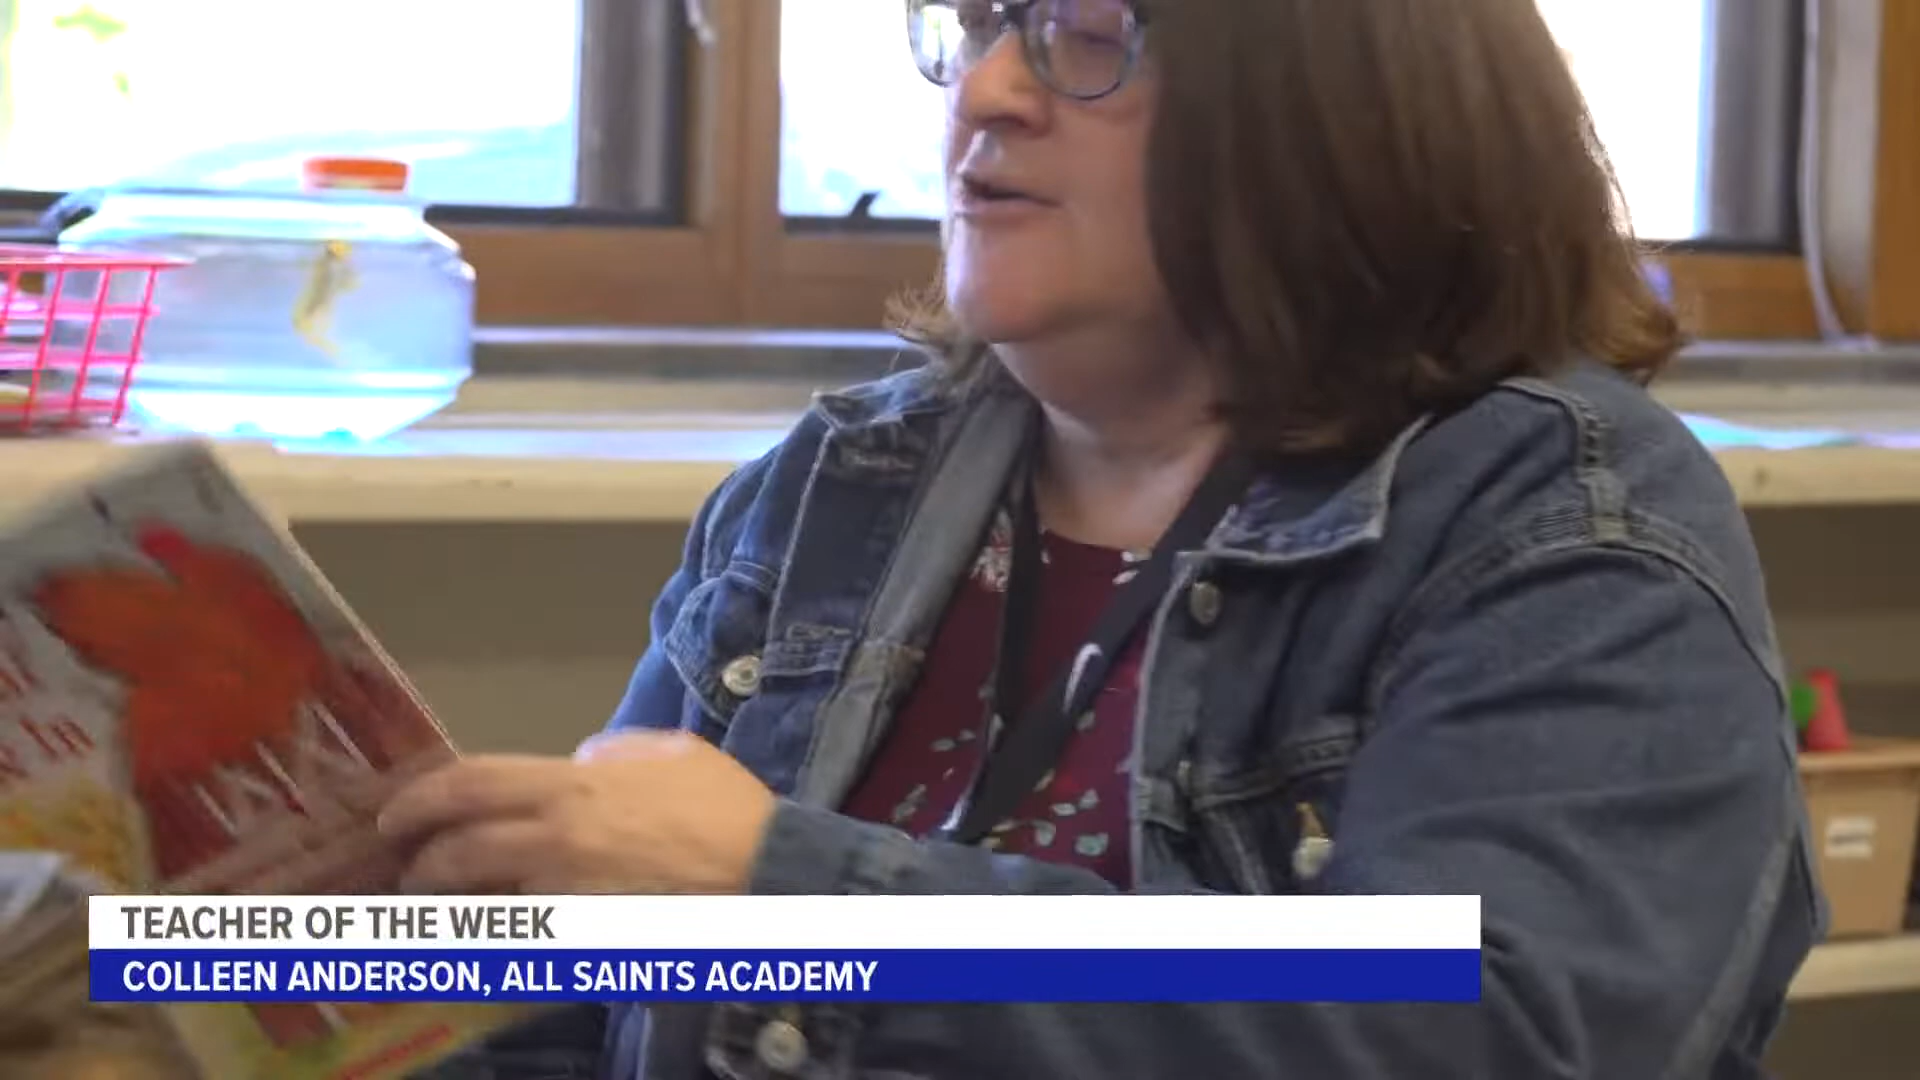 TEACHER OF THE WEEK
COLLEEN ANDERSON, ALL SAINTS ACADEMY